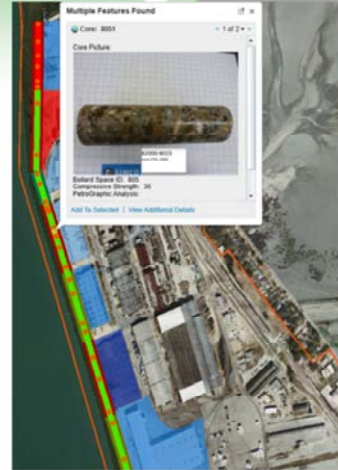 Multiple Features Found
Core: 8051
1 of 2
Core Picture
Bollard Space ID: 805
Compressive Strength: 36
PetroGraphic Analysis:
Add To Selected | View Additional Details